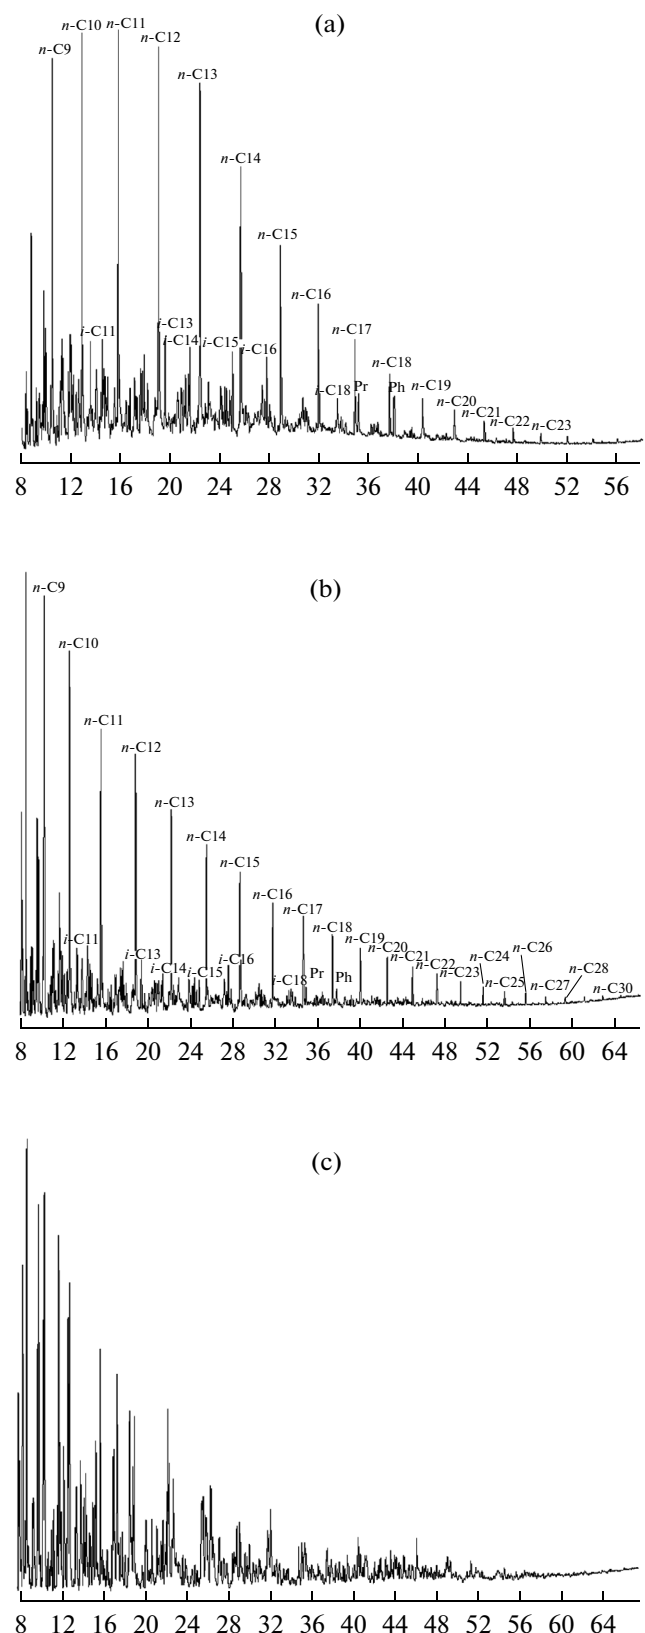 (a)
n-C9
n-C10
n-C11
n-C12
n-C13
n-C14
n-C15
n-C16
n-C17
n-C18
n-C19
n-C20
n-C21
n-C22
n-C23
i-C11
i-C13
i-C14
i-C15
i-C16
i-C18
Pr
Ph
8 12 16 20 24 28 32 36 40 44 48 52 56
(b)
n-C9
n-C10
n-C11
n-C12
n-C13
n-C14
n-C15
n-C16
n-C17
n-C18
n-C19
n-C20
n-C21
n-C22
n-C23
n-C24
n-C25
n-C26
n-C27
n-C28
n-C30
i-C11
i-C13
i-C14
i-C15
i-C16
i-C18
Pr
Ph
8 12 16 20 24 28 32 36 40 44 48 52 56 60 64
(c)
8 12 16 20 24 28 32 36 40 44 48 52 56 60 64